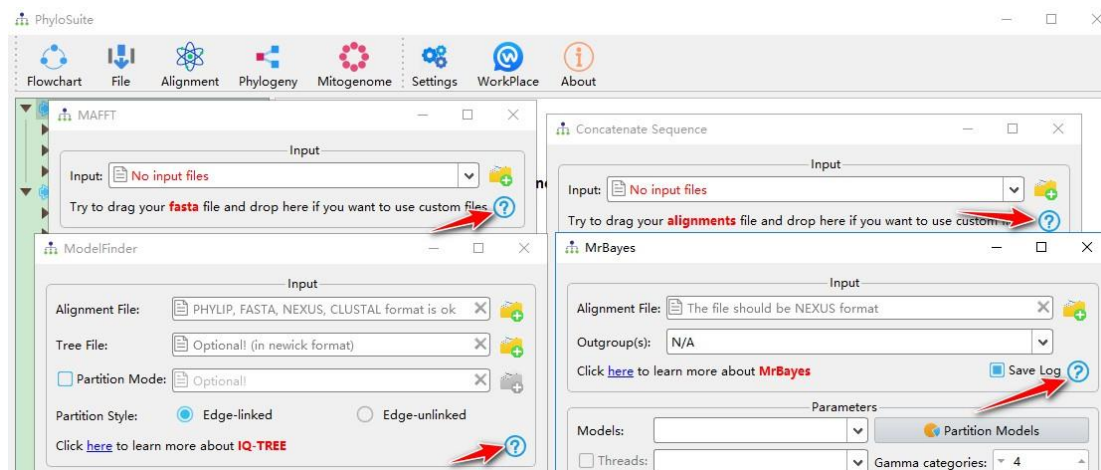 PhyloSuite
Flowchart File Alignment Phylogeny Mitogenome Settings WorkPlace About
MAFFT
Input
Input: No input files
Try to drag your fasta file and drop here if you want to use custom files
Concatenate Sequence
Input
Input: No input files
Try to drag your alignments file and drop here if you want to use custom
ModelFinder
Input
Alignment File: PHYLIP, FASTA, NEXUS, CLUSTAL format is ok
Tree File: Optional! (in newick format)
Partition Mode: Optional!
Partition Style: Edge-linked Edge-unlinked
Click here to learn more about IQ-TREE
MrBayes
Input
Alignment File: The file should be NEXUS format
Outgroup(s): N/A
Click here to learn more about MrBayes Save Log
Parameters
Models: Partition Models
Threads: Gamma categories: 4